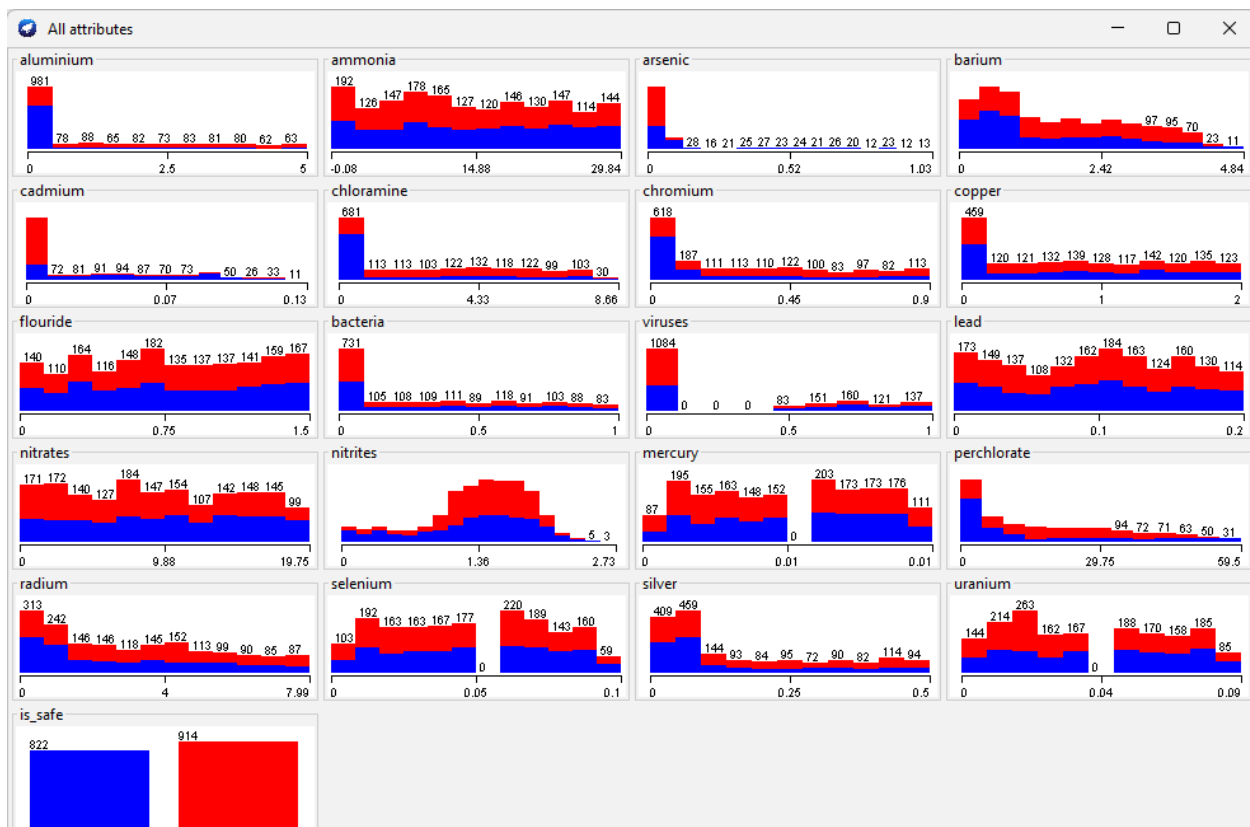 All attributes
aluminium
981
78 88 65 82 73 83 81 80 62 63
0 2.5 5
ammonia
192 126 147 178 165 127 120 146 130 147 114 144
-0.08 14.88 29.84
arsenic
28 16 21 25 27 23 24 21 26 20 12 23 12 13
0 0.52 1.03
barium
97 95 70 23 11
0 2.42 4.84
cadmium
72 81 91 94 87 70 73 50 26 33 11
0 0.07 0.13
chloramine
681
113 113 103 122 132 118 122 99 103 30
0 4.33 8.66
chromium
618
187 111 113 110 122 100 83 97 82 113
0 0.45 0.9
copper
459
120 121 132 139 128 117 142 120 135 123
0 1 2
flouride
140 110 164 116 148 182 135 137 137 141 159 167
0 0.75 1.5
bacteria
731
105 108 109 111 89 118 91 103 88 83
0 0.5 1
viruses
1084
0 0 0 83 151 160 121 137
0 0.5 1
lead
173 149 137 108 132 162 184 163 124 160 130 114
0 0.1 0.2
nitrates
171 172 140 127 184 147 154 107 142 148 145 99
0 9.88 19.75
nitrites
5 3
0 1.36 2.73
mercury
87 195 155 163 148 152 0 203 173 173 176 111
0 0.01 0.01
perchlorate
94 72 71 63 50 31
0 29.75 59.5
radium
313 242 146 146 118 145 152 113 99 90 85 87
0 4 7.99
selenium
103 192 163 163 167 177 0 220 189 143 160 59
0 0.05 0.1
silver
409 459 144 93 84 95 72 90 82 114 94
0 0.25 0.5
uranium
144 214 263 162 167 0 188 170 158 185 85
0 0.04 0.09
is_safe
822 914